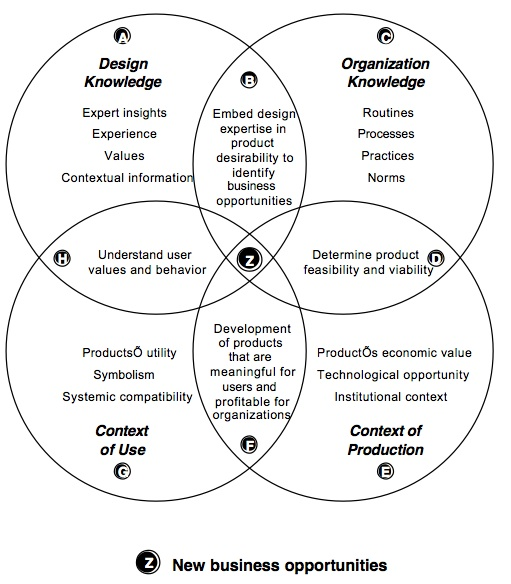 A
Design
Knowledge
Expert insights
Experience
Values
Contextual information
B
Embed design
expertise in
product
desirability to
identify
business
opportunities
C
Organization
Knowledge
Routines
Processes
Practices
Norms
H
Understand user
values and behavior
Z
Determine product
feasibility and viability
D
ProductsÕ utility
Symbolism
Systemic compatibility
Context
of Use
G
Development
of products
that are
meaningful for
users and
profitable for
organizations
F
ProductÕs economic value
Technological opportunity
Institutional context
Context of
Production
E
Z New business opportunities